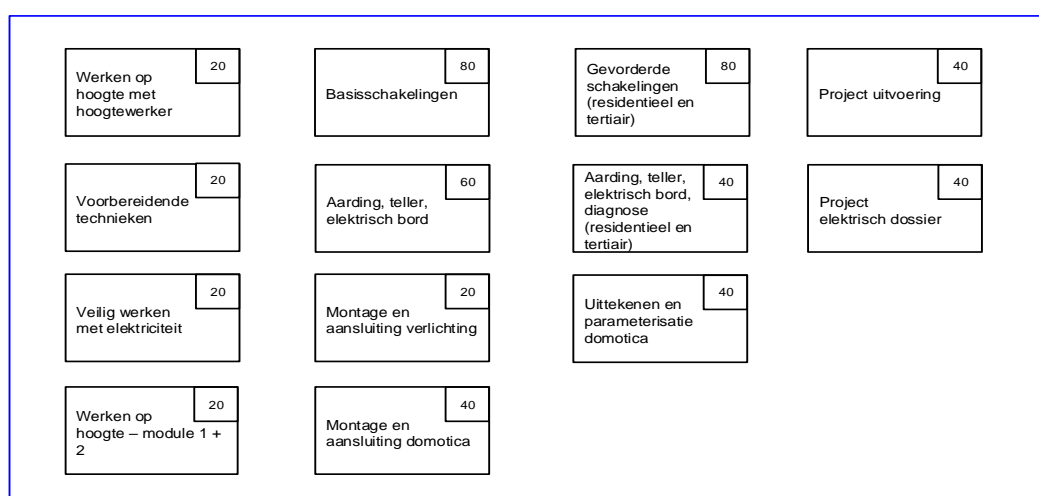 20
Werken op
hoogte met
hoogtewerker
80
Basisschakelingen
80
Gevorderde
schakelingen
(residentieel en
tertiair)
40
Project uitvoering
20
Voorbereidende
technieken
60
Aarding, teller,
elektrisch bord
40
Aarding, teller,
elektrisch bord,
diagnose
(residentieel en
tertiair)
40
Project
elektrisch dossier
20
Veilig werken
met elektriciteit
20
Montage en
aansluiting verlichting
40
Uittekenen en
parameterisatie
domotica
20
Werken op
hoogte – module 1 +
2
40
Montage en
aansluiting domotica